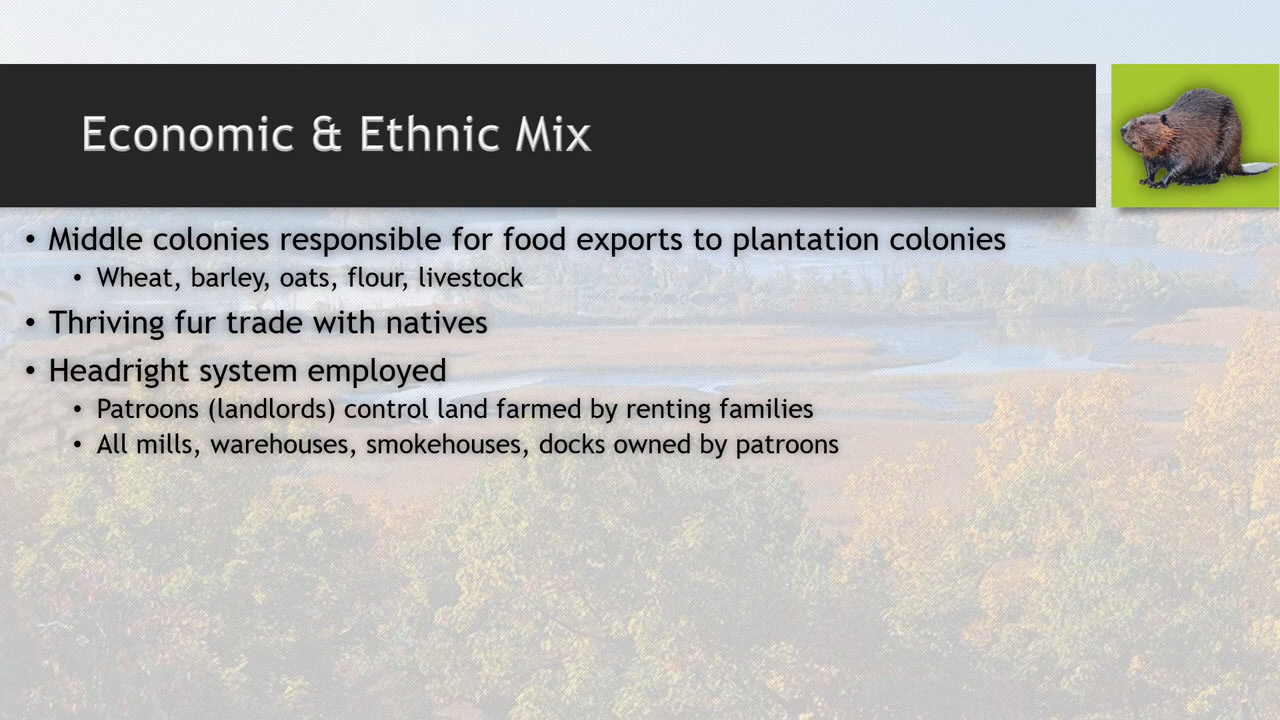 Economic & Ethnic Mix
• Middle colonies responsible for food exports to plantation colonies
• Wheat, barley, oats, flour, livestock
• Thriving fur trade with natives
• Headright system employed
• Patroons (landlords) control land farmed by renting families
• All mills, warehouses, smokehouses, docks owned by patroons